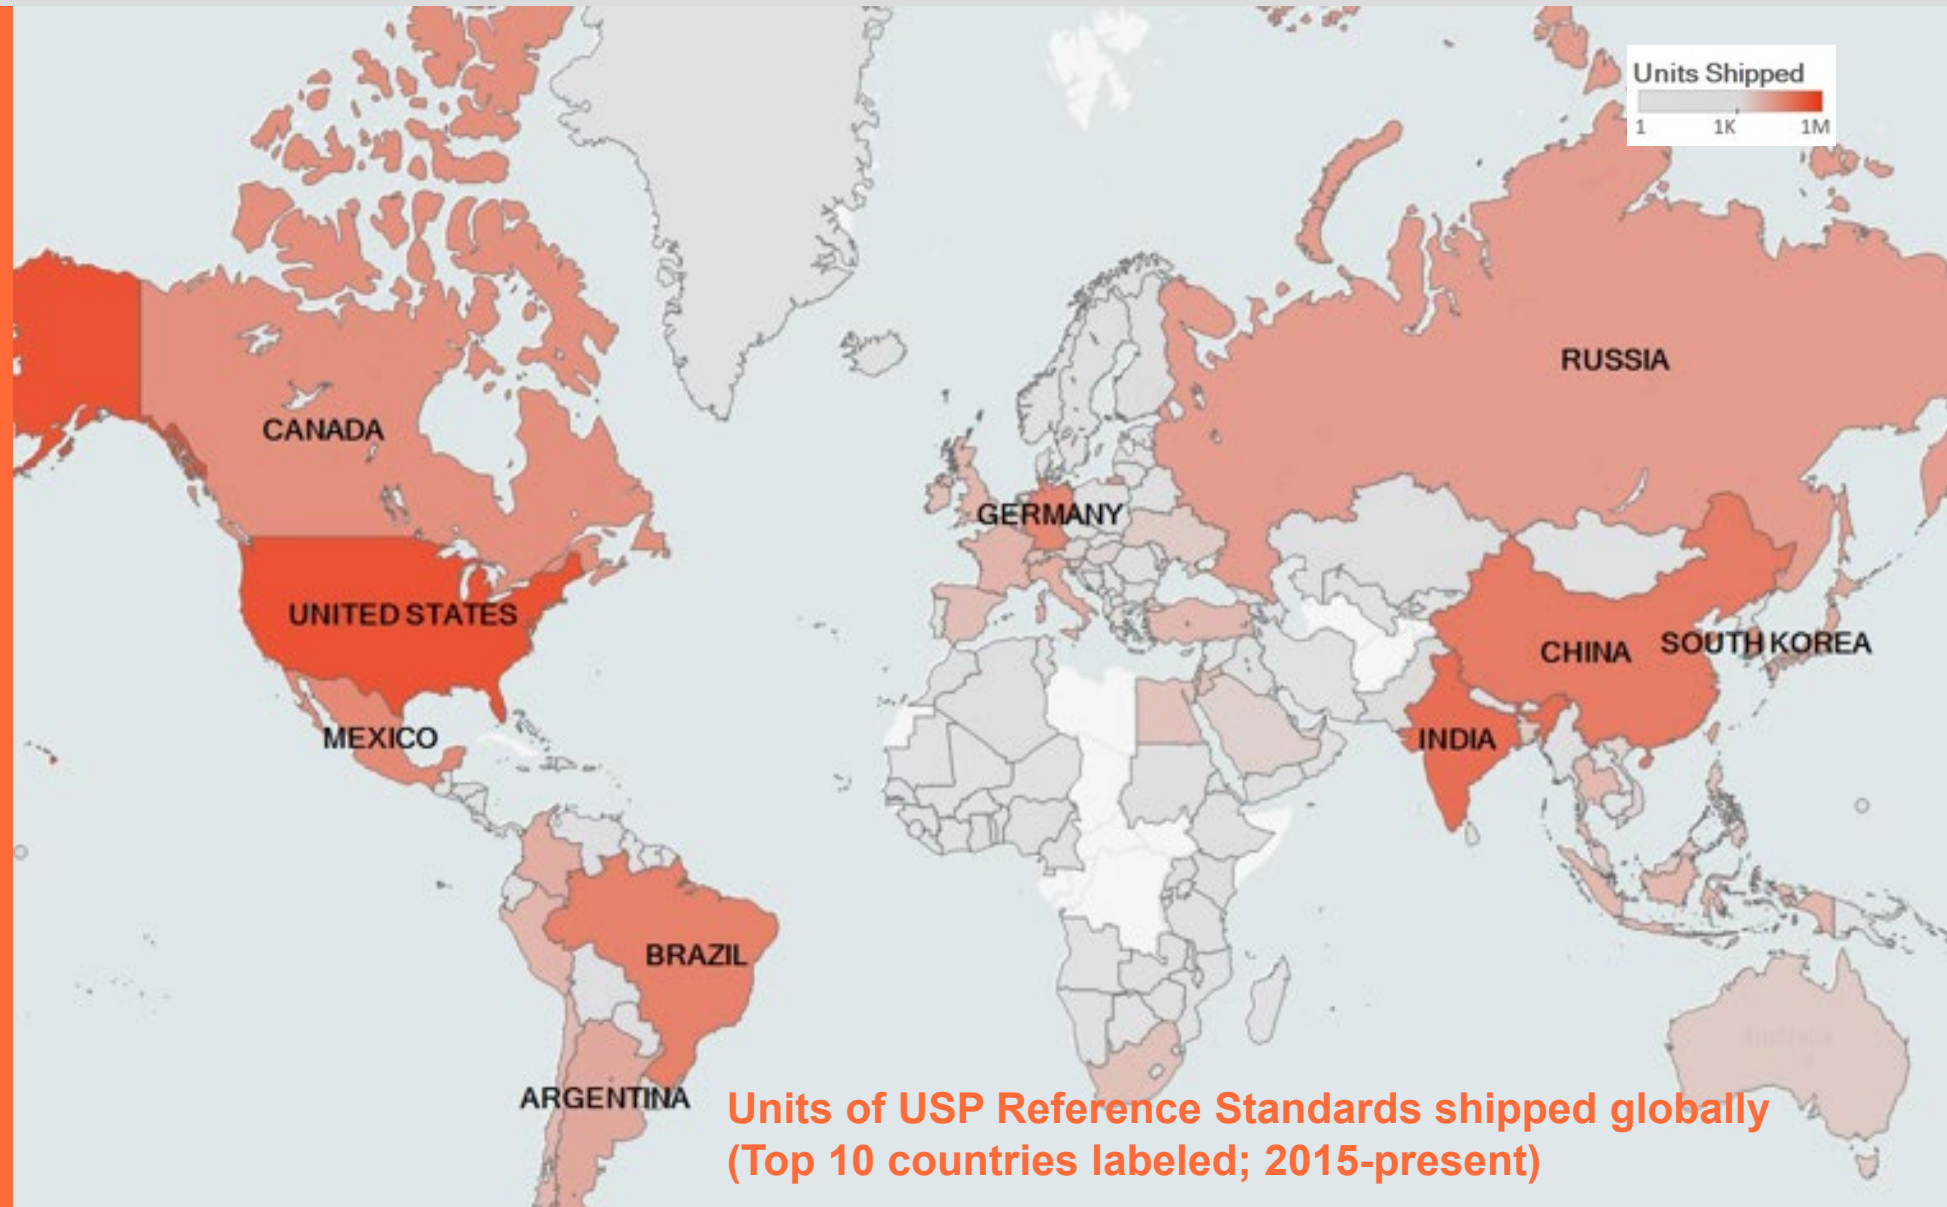 Units Shipped
1 1K 1M
RUSSIA
CANADA
GERMANY
UNITED STATES
CHINA
SOUTH KOREA
MEXICO
INDIA
BRAZIL
Australia
ARGENTINA
Units of USP Reference Standards shipped globally
(Top 10 countries labeled; 2015-present)